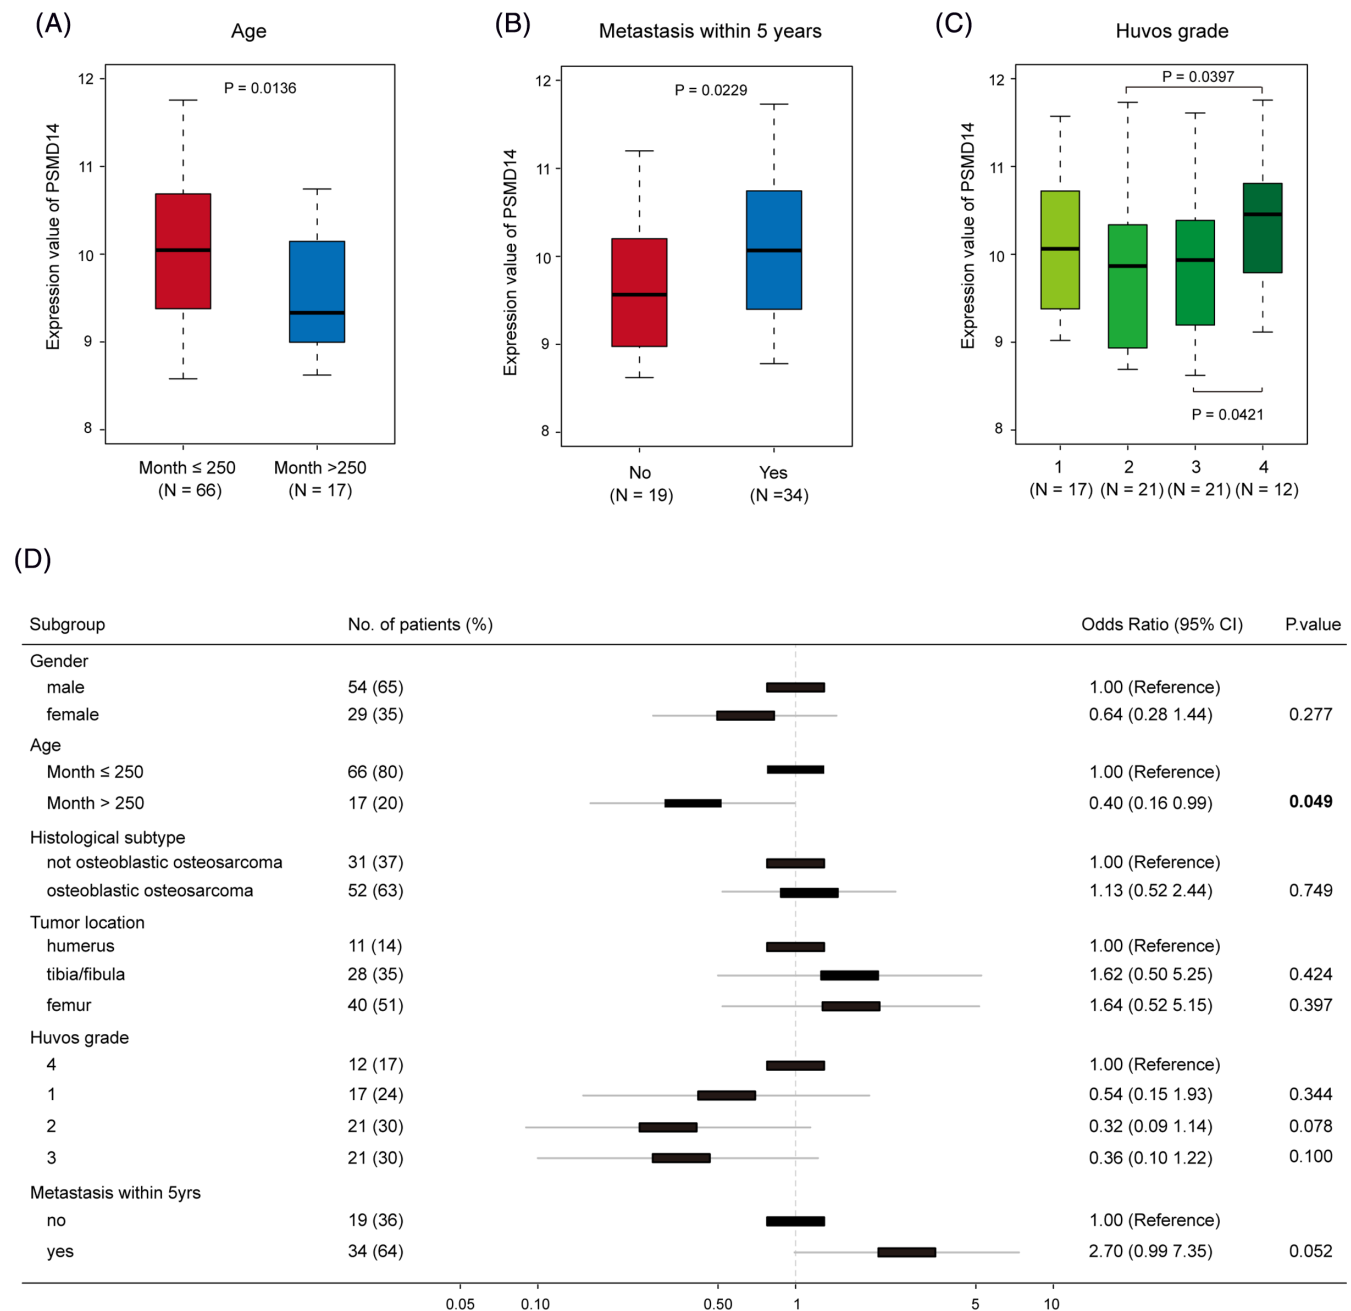 (A)
Age
P = 0.0136
Expression value of PSMD14
12
11
10
9
8
Month ≤ 250
(N = 66)
Month >250
(N = 17)
(B)
Metastasis within 5 years
P = 0.0229
Expression value of PSMD14
12
11
10
9
8
No
(N = 19)
Yes
(N =34)
(C)
Huvos grade
P = 0.0397
Expression value of PSMD14
12
11
10
9
8
P = 0.0421
1 2 3 4
(N = 17) (N = 21) (N = 21) (N = 12)
(D)
Subgroup No. of patients (%) Odds Ratio (95% CI) P.value
Gender
male 54 (65) 1.00 (Reference)
female 29 (35) 0.64 (0.28 1.44) 0.277
Age
Month ≤ 250 66 (80) 1.00 (Reference)
Month > 250 17 (20) 0.40 (0.16 0.99) 0.049
Histological subtype
not osteoblastic osteosarcoma 31 (37) 1.00 (Reference)
osteoblastic osteosarcoma 52 (63) 1.13 (0.52 2.44) 0.749
Tumor location
humerus 11 (14) 1.00 (Reference)
tibia/fibula 28 (35) 1.62 (0.50 5.25) 0.424
femur 40 (51) 1.64 (0.52 5.15) 0.397
Huvos grade
4 12 (17) 1.00 (Reference)
1 17 (24) 0.54 (0.15 1.93) 0.344
2 21 (30) 0.32 (0.09 1.14) 0.078
3 21 (30) 0.36 (0.10 1.22) 0.100
Metastasis within 5yrs
no 19 (36) 1.00 (Reference)
yes 34 (64) 2.70 (0.99 7.35) 0.052
0.05 0.10 0.50 1 5 10